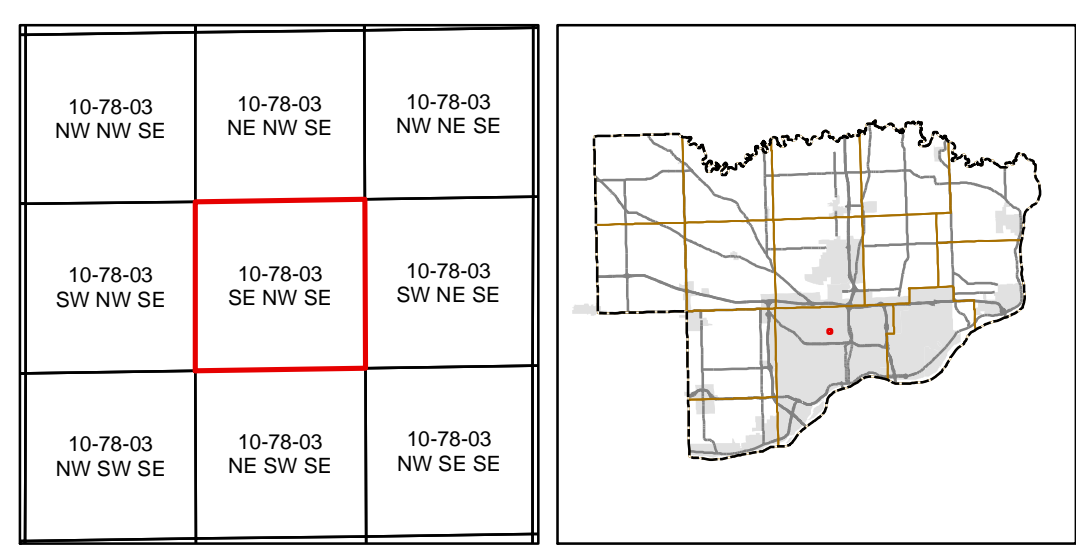 10-78-03
NW NW SE
10-78-03
NE NW SE
10-78-03
NW NE SE
10-78-03
SW NW SE
10-78-03
SE NW SE
10-78-03
SW NE SE
10-78-03
NW SW SE
10-78-03
NE SW SE
10-78-03
NW SE SE